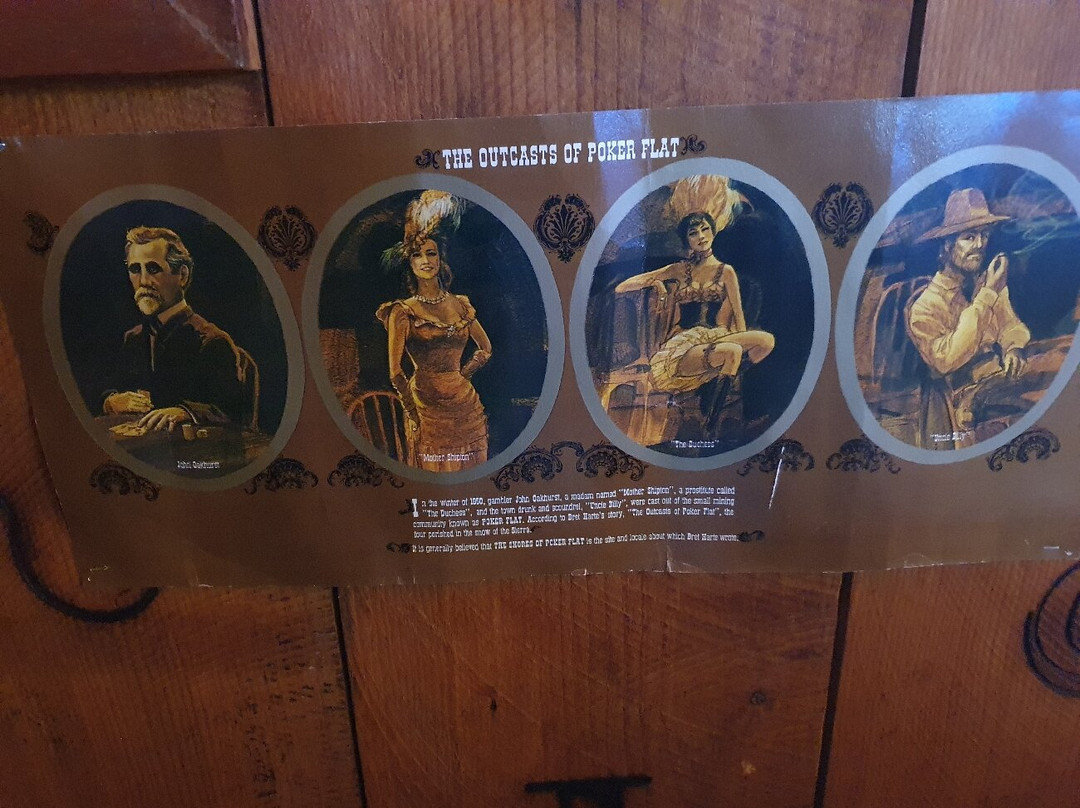 THE OUTCASTS OF POKER FLAT
John Oakhurst
"Mother Shipton"
"The Duchess"
"Uncle Billy"
In the winter of 1850, gambler John Oakhurst, a madam named "Mother Shipton", a prostitute called
"The Duchess", and the town drunk and scoundrel, "Uncle Billy", were cast out of the small mining
community known as POKER FLAT. According to Bret Harte's story, "The Outcasts of Poker Flat", the
four perished in the snow of the Sierra.
It is generally believed that THE SHORES OF POKER FLAT is the site and locale about which Bret Harte wrote.